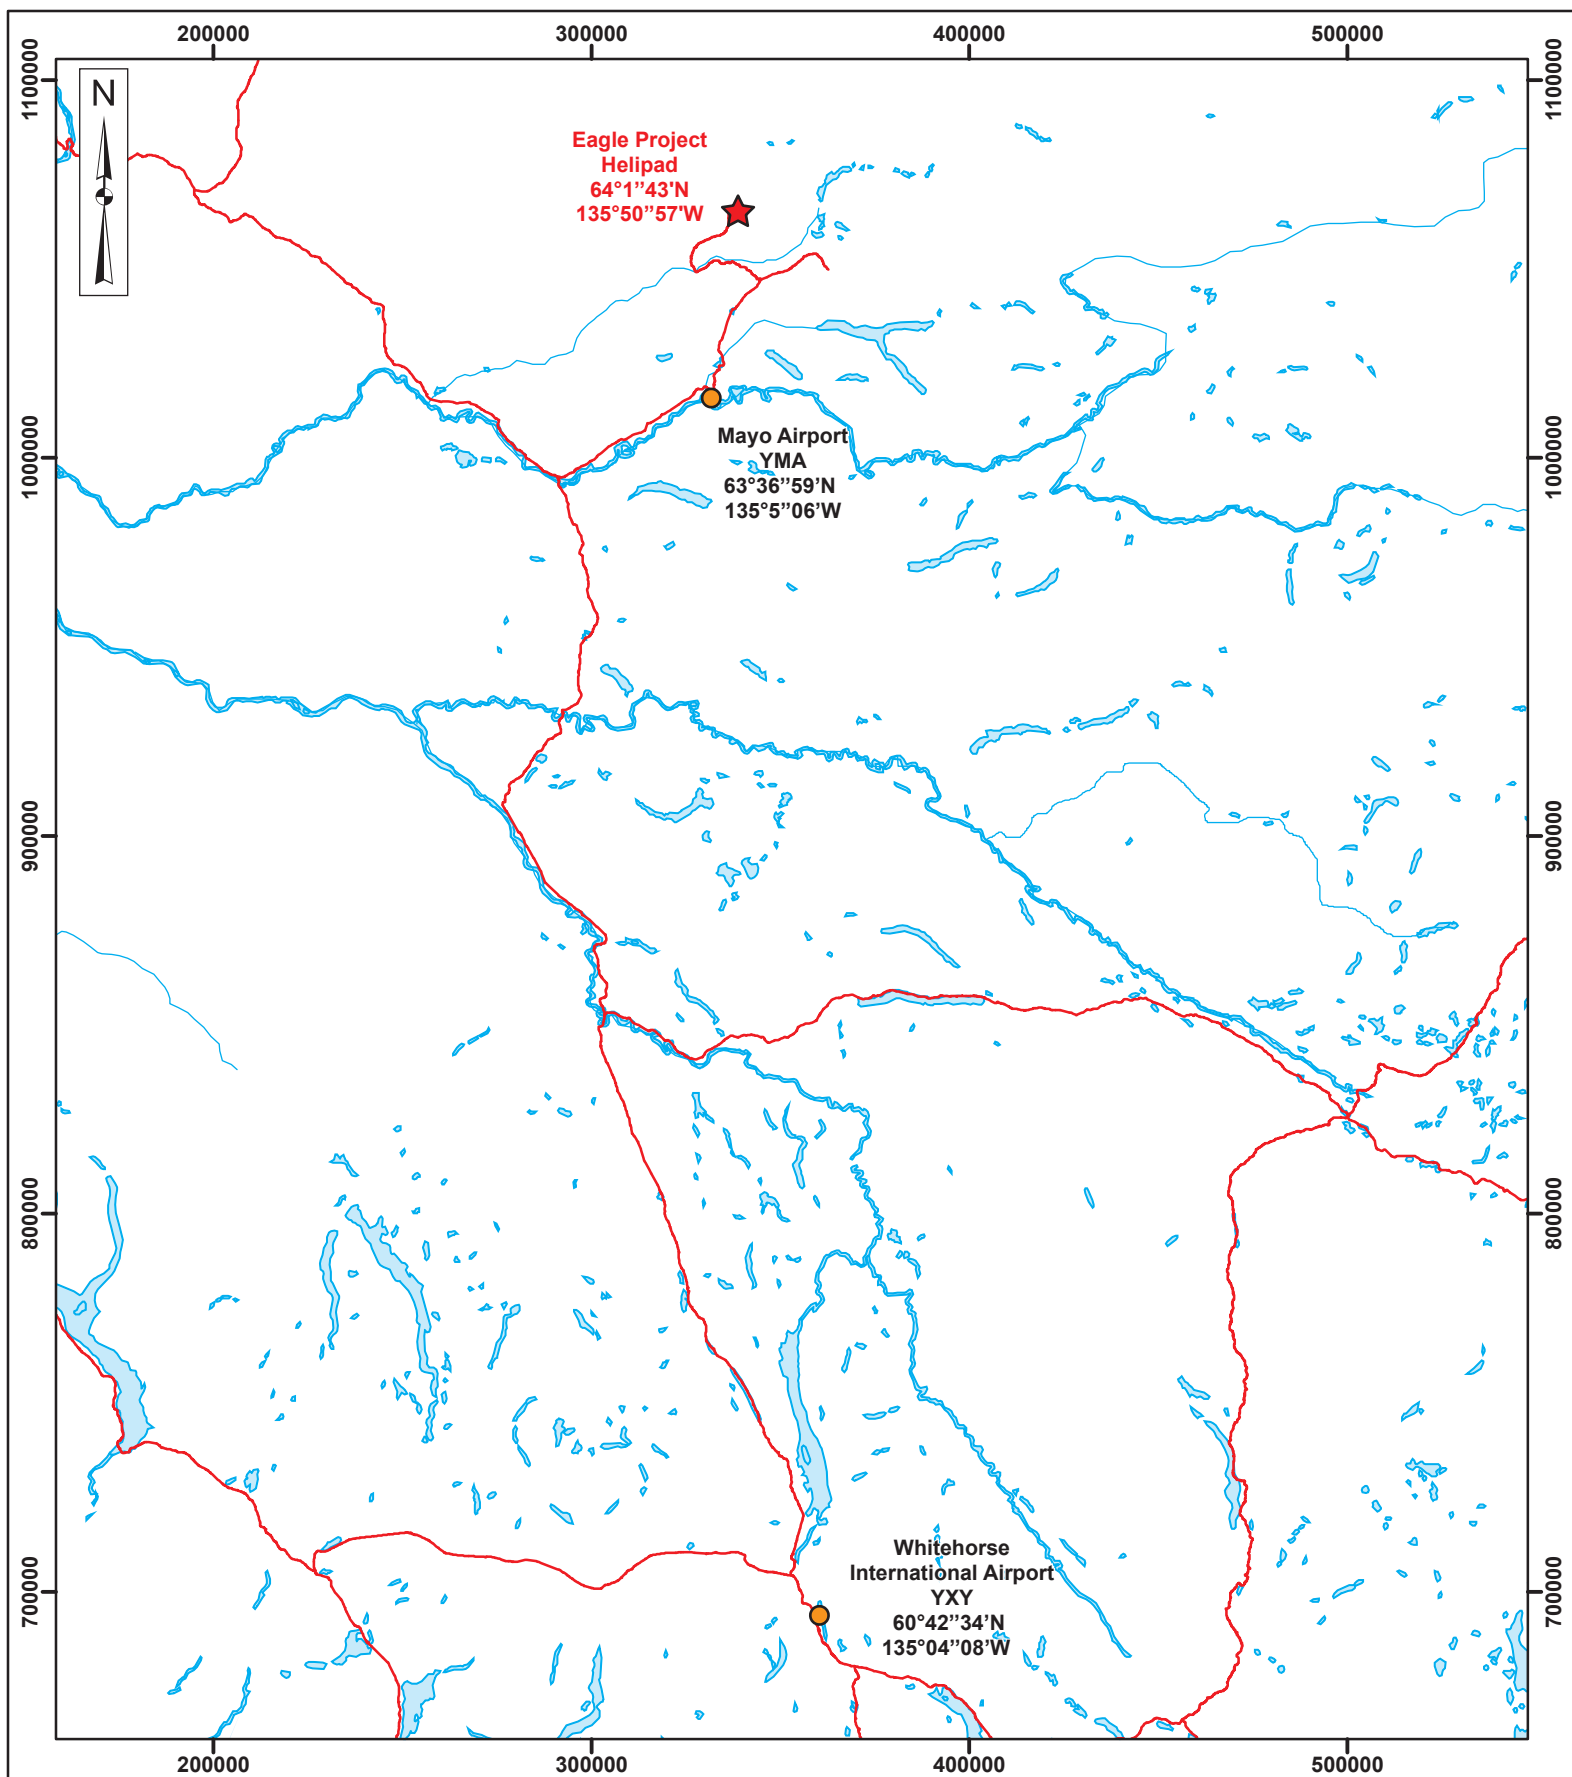 200000
300000
400000
500000
1100000
1100000
N
Eagle Project
Helipad
64°1”43'N
135°50”57'W
Mayo Airport
YMA
63°36”59’N
135°5”06’W
1000000
1000000
900000
900000
800000
800000
Whitehorse
International Airport
YXY
60°42”34’N
135°04”08’W
700000
700000
200000
300000
400000
500000